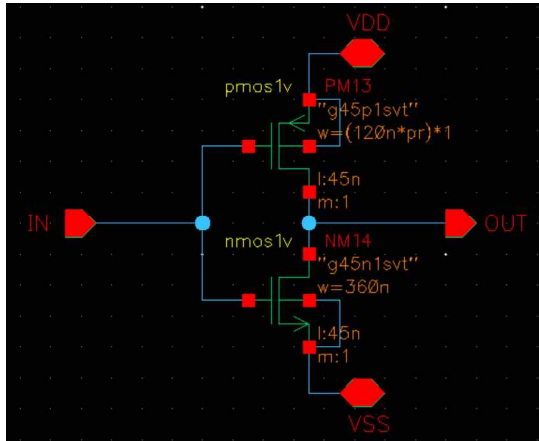 VDD
pmos1v
PM13
"g45p1svt"
w=(120n*pr)*1
l:45n
m:1
IN
OUT
nmos1v
NM14
"g45n1svt"
w=360n
l:45n
m:1
VSS